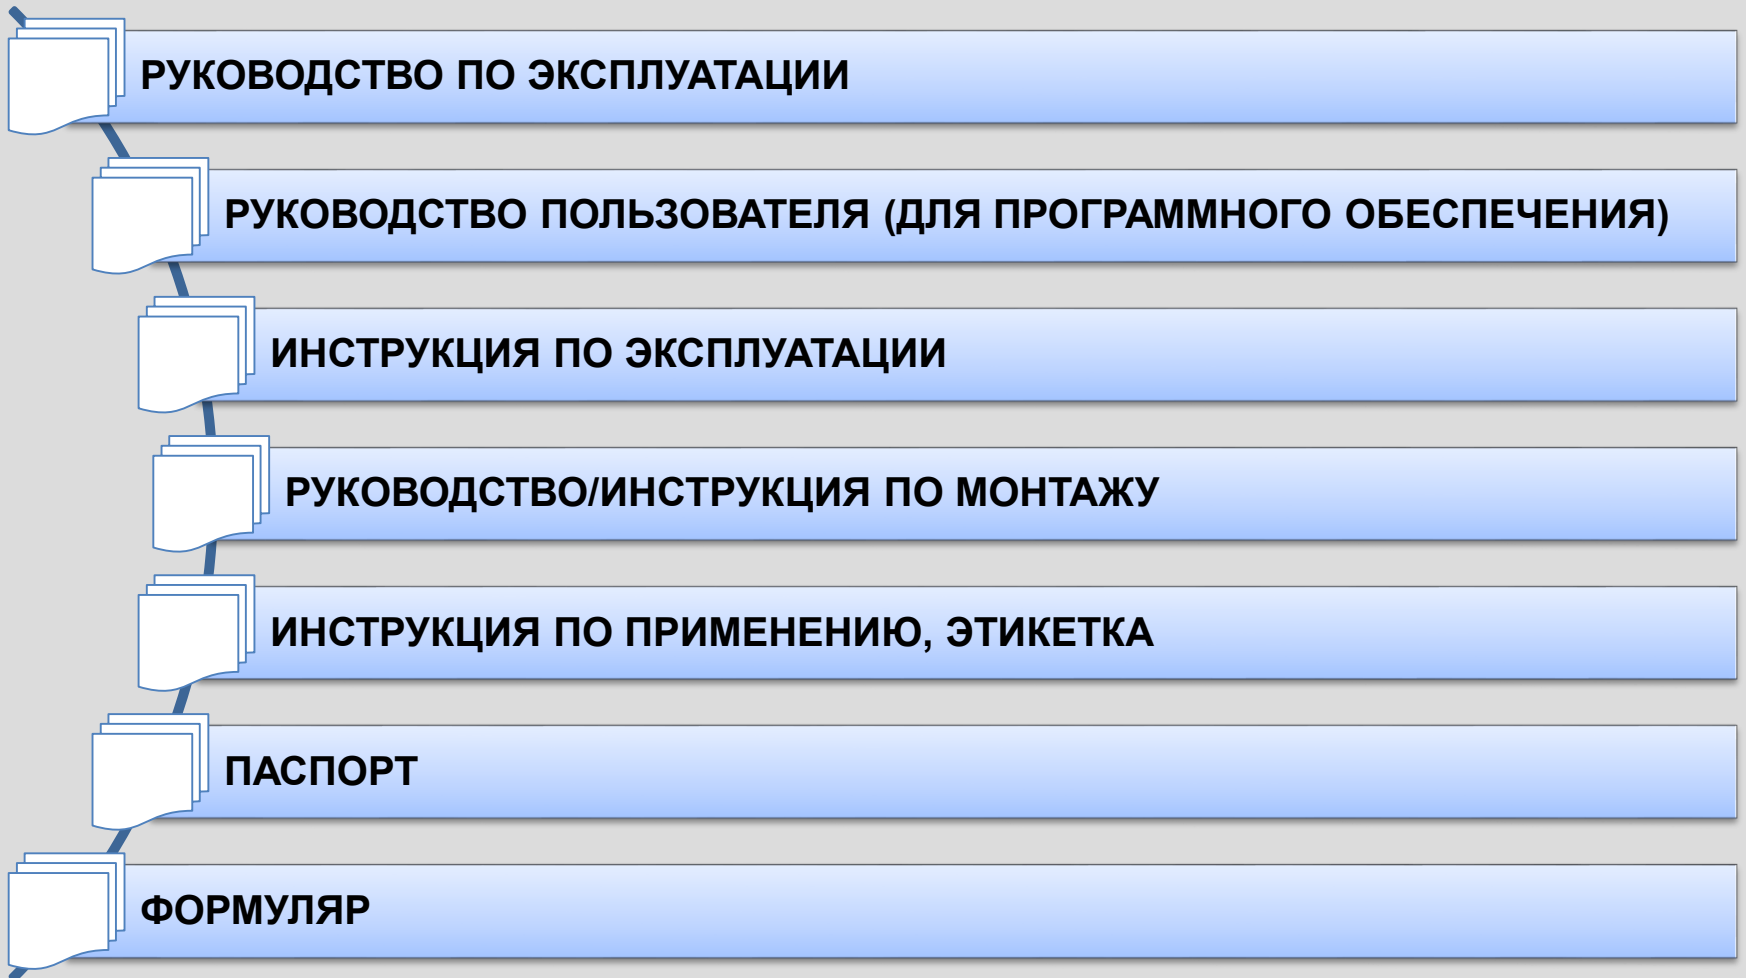 РУКОВОДСТВО ПО ЭКСПЛУАТАЦИИ
РУКОВОДСТВО ПОЛЬЗОВАТЕЛЯ (ДЛЯ ПРОГРАММНОГО ОБЕСПЕЧЕНИЯ)
ИНСТРУКЦИЯ ПО ЭКСПЛУАТАЦИИ
РУКОВОДСТВО/ИНСТРУКЦИЯ ПО МОНТАЖУ
ИНСТРУКЦИЯ ПО ПРИМЕНЕНИЮ, ЭТИКЕТКА
ПАСПОРТ
ФОРМУЛЯР